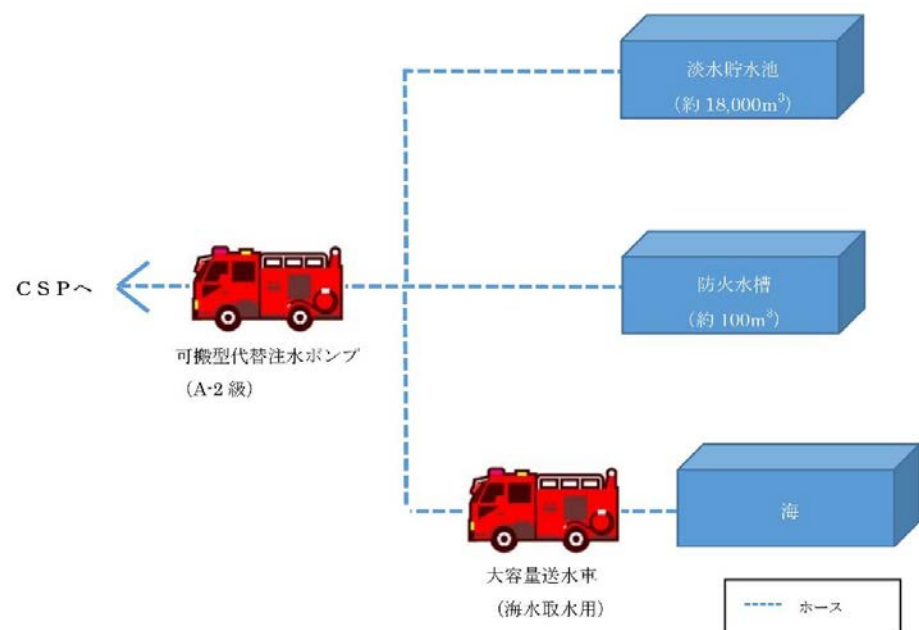 淡水貯水池
(約 18,000m³)
CSPへ
防火水槽
(約 100m³)
可搬型代替注水ポンプ
(A-2 級)
海
大容量送水車
(海水取水用)
ホース